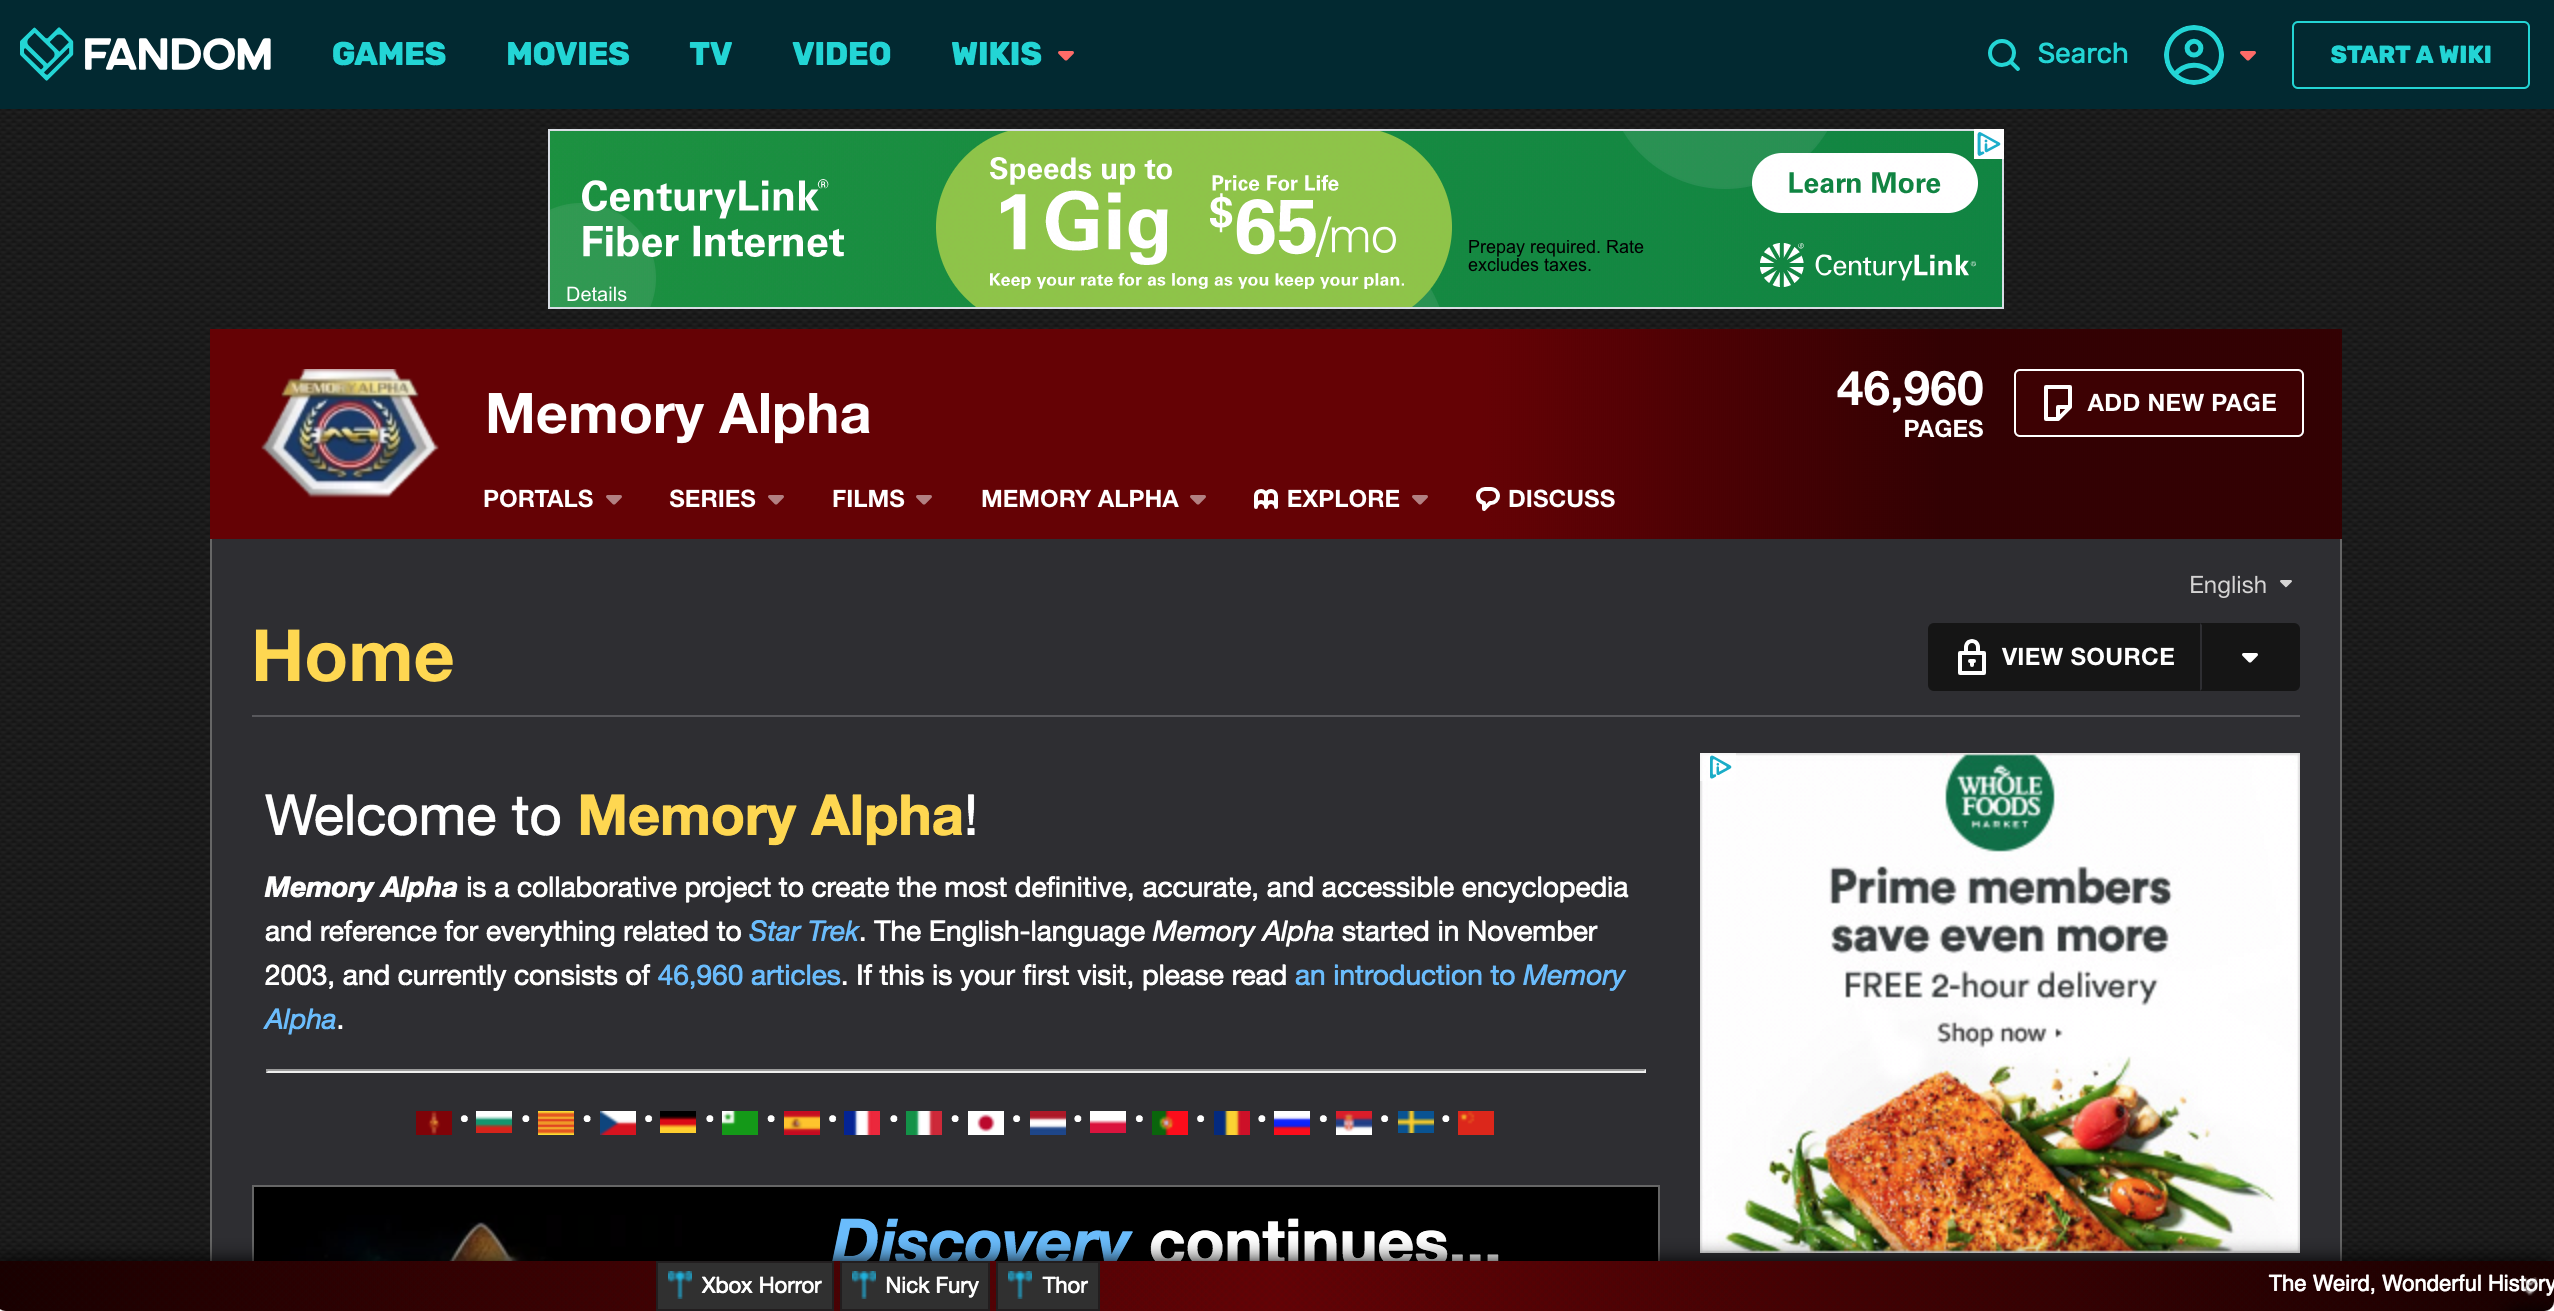 FANDOM
GAMES MOVIES TV VIDEO WIKIS
Search
START A WIKI
CenturyLink®
Fiber Internet
Details
Speeds up to
1 Gig
Price For Life
$65/mo
Keep your rate for as long as you keep your plan.
Prepay required. Rate
excludes taxes.
Learn More
CenturyLink®
MEMORY ALPHA
Memory Alpha
46,960
PAGES
ADD NEW PAGE
PORTALS SERIES FILMS MEMORY ALPHA EXPLORE DISCUSS
English
Home
VIEW SOURCE
Welcome to Memory Alpha!
Memory Alpha is a collaborative project to create the most definitive, accurate, and accessible encyclopedia
and reference for everything related to Star Trek. The English-language Memory Alpha started in November
2003, and currently consists of 46,960 articles. If this is your first visit, please read an introduction to Memory
Alpha.
WHOLE
FOODS
MARKET
Prime members
save even more
FREE 2-hour delivery
Shop now
Discovery continues...
Xbox Horror
Nick Fury
Thor
The Weird, Wonderful History